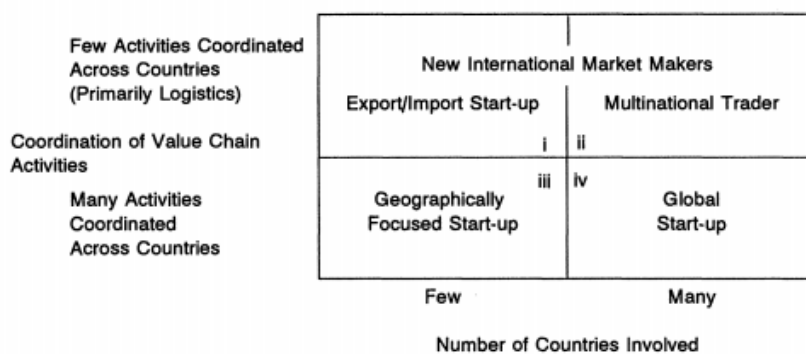 Few Activities Coordinated
Across Countries
(Primarily Logistics)
New International Market Makers
Export/Import Start-up
Multinational Trader
i
ii
Coordination of Value Chain
Activities
iii
iv
Many Activities
Coordinated
Across Countries
Geographically
Focused Start-up
Global
Start-up
Few
Many
Number of Countries Involved